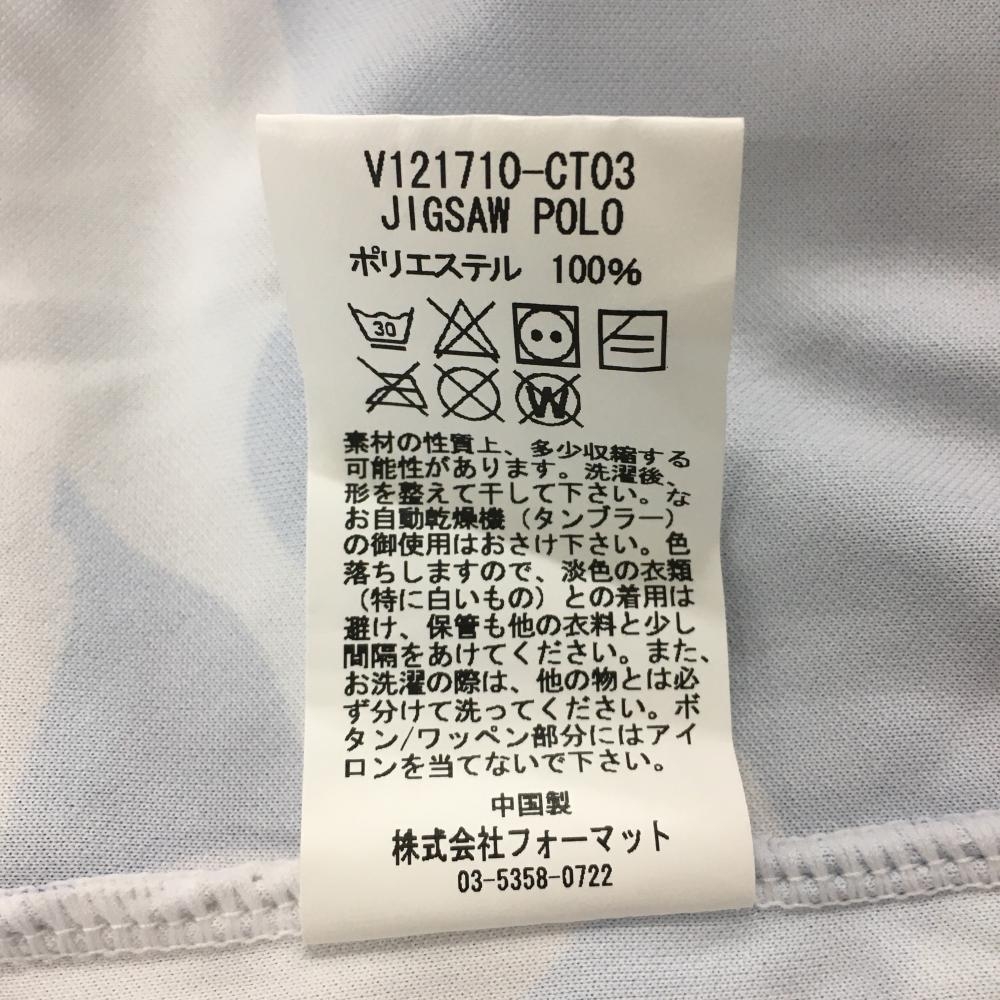 V121710-CT03
JIGSAW POLO
ポリエステル 100%
30
W
素材の性質上、多少収縮する
可能性があります。洗濯後、
形を整えて干して下さい。な
お自動乾燥機（タンブラー）
の御使用はおさけ下さい。色
落ちしますので、淡色の衣類
（特に白いもの）との着用は
避け、保管も他の衣料と少し
間隔をあけてください。また、
お洗濯の際は、他の物とは必
ず分けて洗ってください。ボ
タン/ワッペン部分にはアイ
ロンを当てないで下さい。
中国製
株式会社フォーマット
03-5358-0722